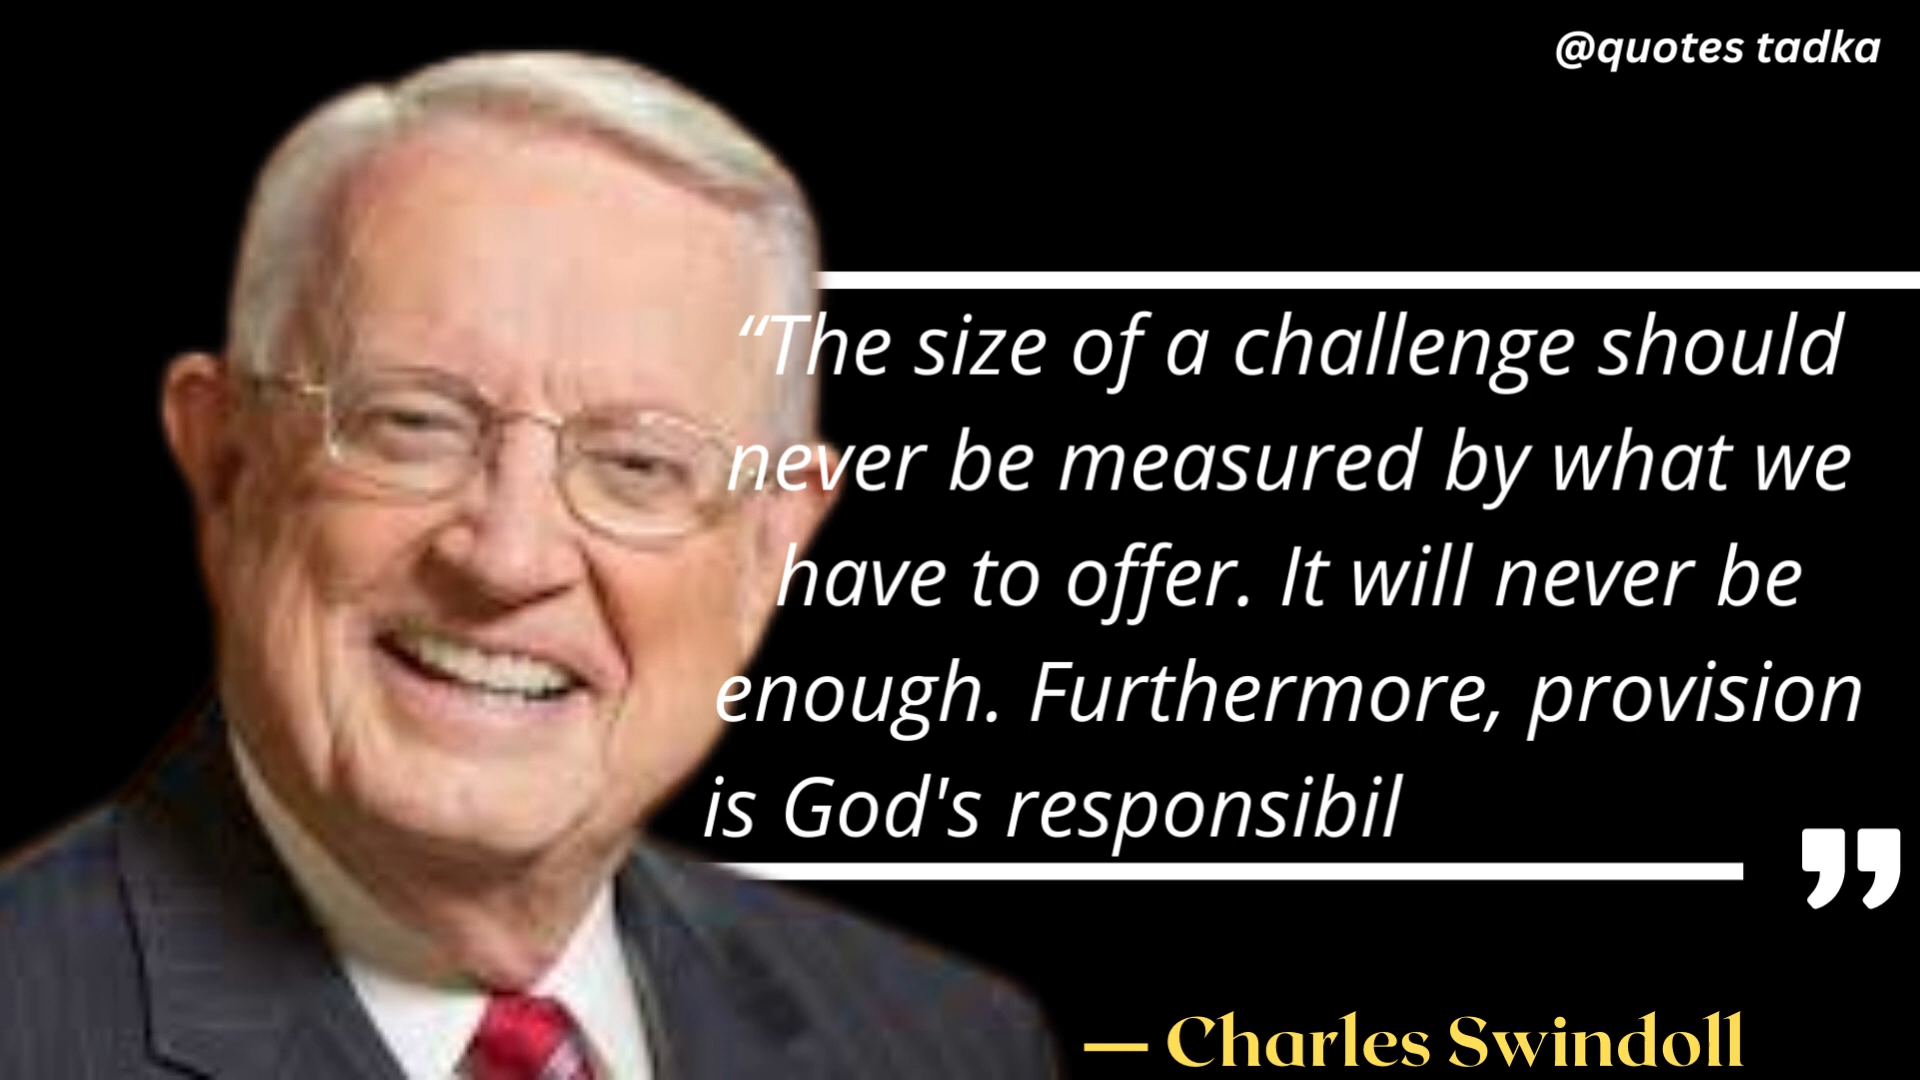 @quotes tadka
“The size of a challenge should
never be measured by what we
have to offer. It will never be
enough. Furthermore, provision
is God's responsibil
”
— Charles Swindoll